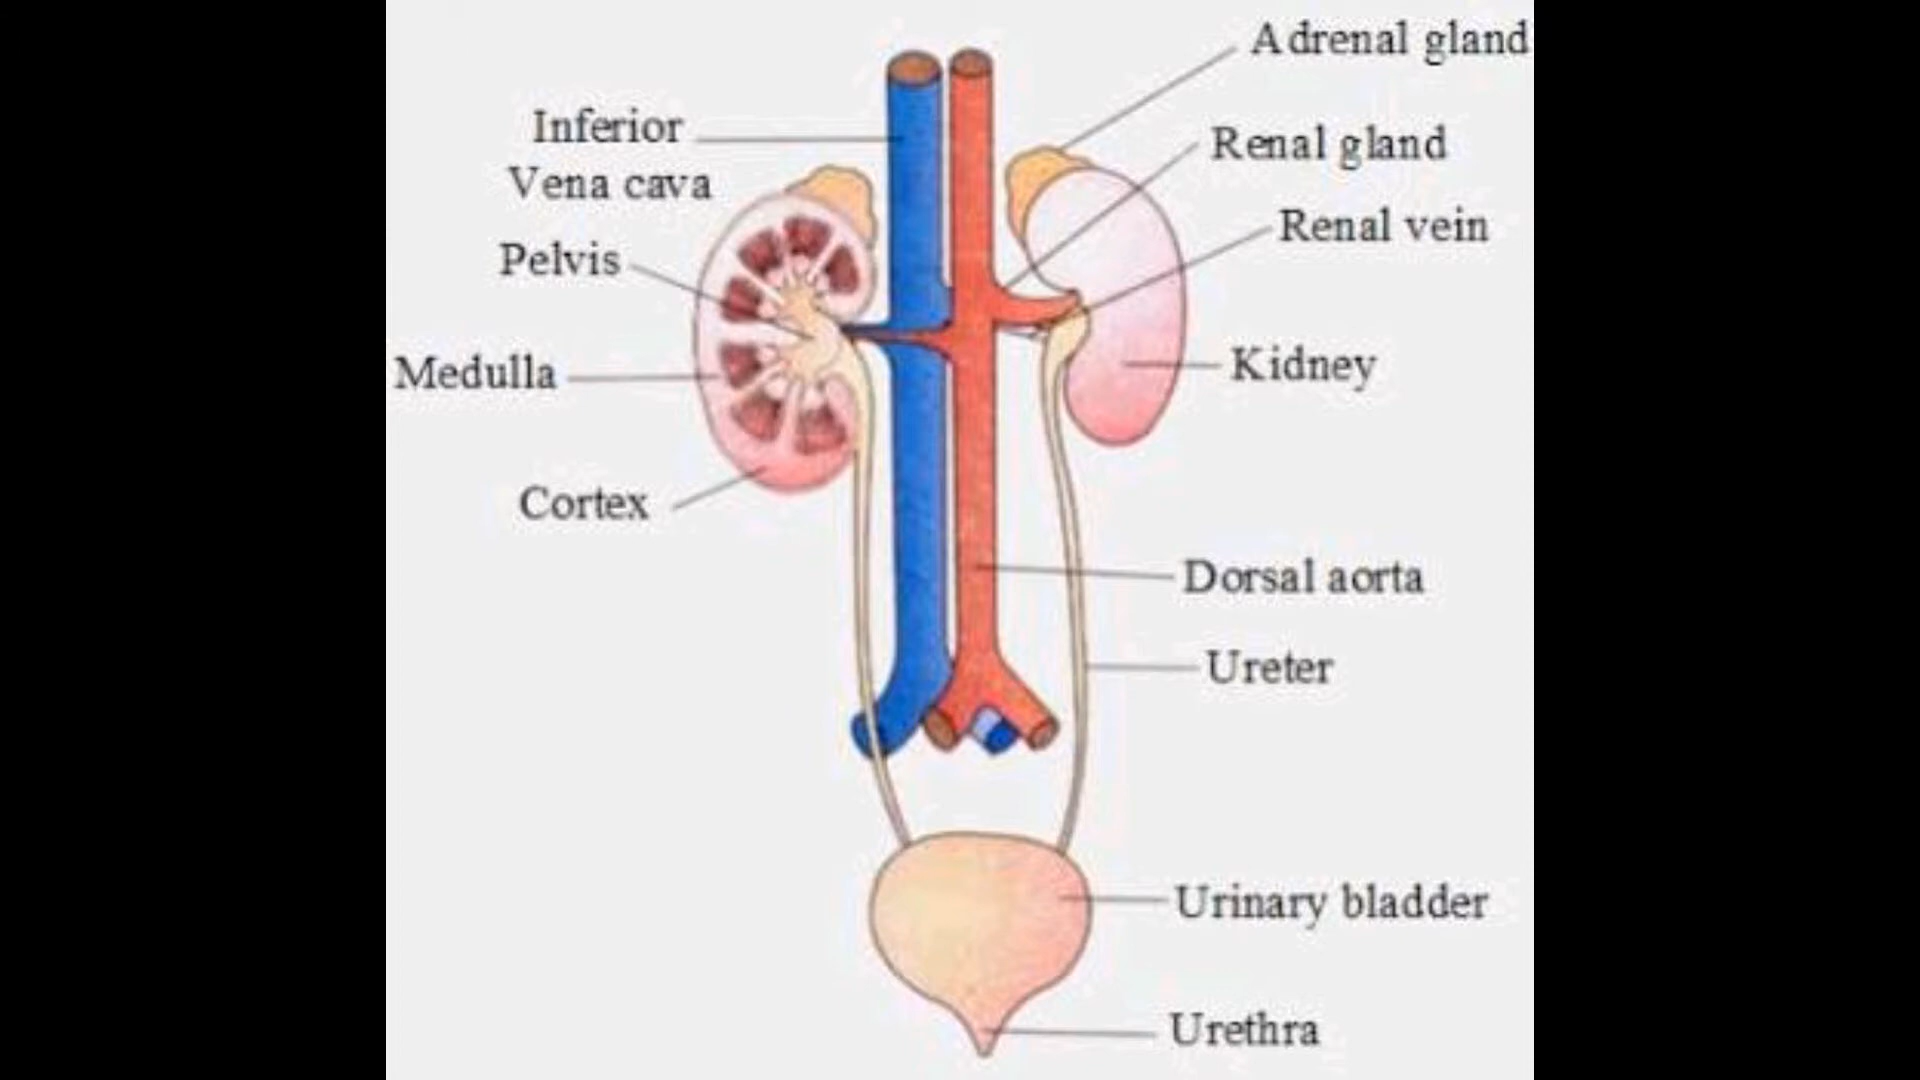 Adrenal gland
Inferior
Vena cava
Renal gland
Renal vein
Pelvis
Medulla
Kidney
Cortex
Dorsal aorta
Ureter
Urinary bladder
Urethra